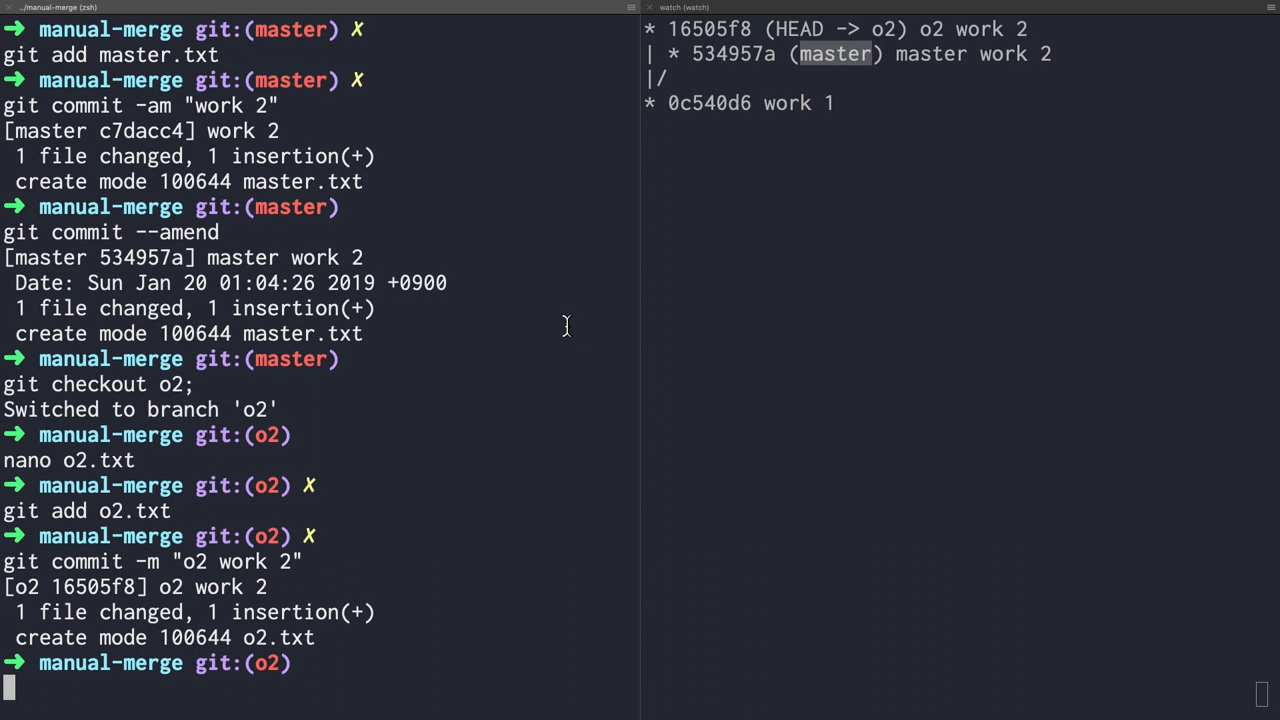 ../manual-merge (zsh)
➜ manual-merge git:(master) ✗
git add master.txt
➜ manual-merge git:(master) ✗
git commit -am "work 2"
[master c7dacc4] work 2
1 file changed, 1 insertion(+)
create mode 100644 master.txt
➜ manual-merge git:(master)
git commit --amend
[master 534957a] master work 2
Date: Sun Jan 20 01:04:26 2019 +0900
1 file changed, 1 insertion(+)
create mode 100644 master.txt
➜ manual-merge git:(master)
git checkout o2;
Switched to branch 'o2'
➜ manual-merge git:(o2)
nano o2.txt
➜ manual-merge git:(o2) ✗
git add o2.txt
➜ manual-merge git:(o2) ✗
git commit -m "o2 work 2"
[o2 16505f8] o2 work 2
1 file changed, 1 insertion(+)
create mode 100644 o2.txt
➜ manual-merge git:(o2)
watch (watch)
* 16505f8 (HEAD -> o2) o2 work 2
| * 534957a (master) master work 2
|/
* 0c540d6 work 1